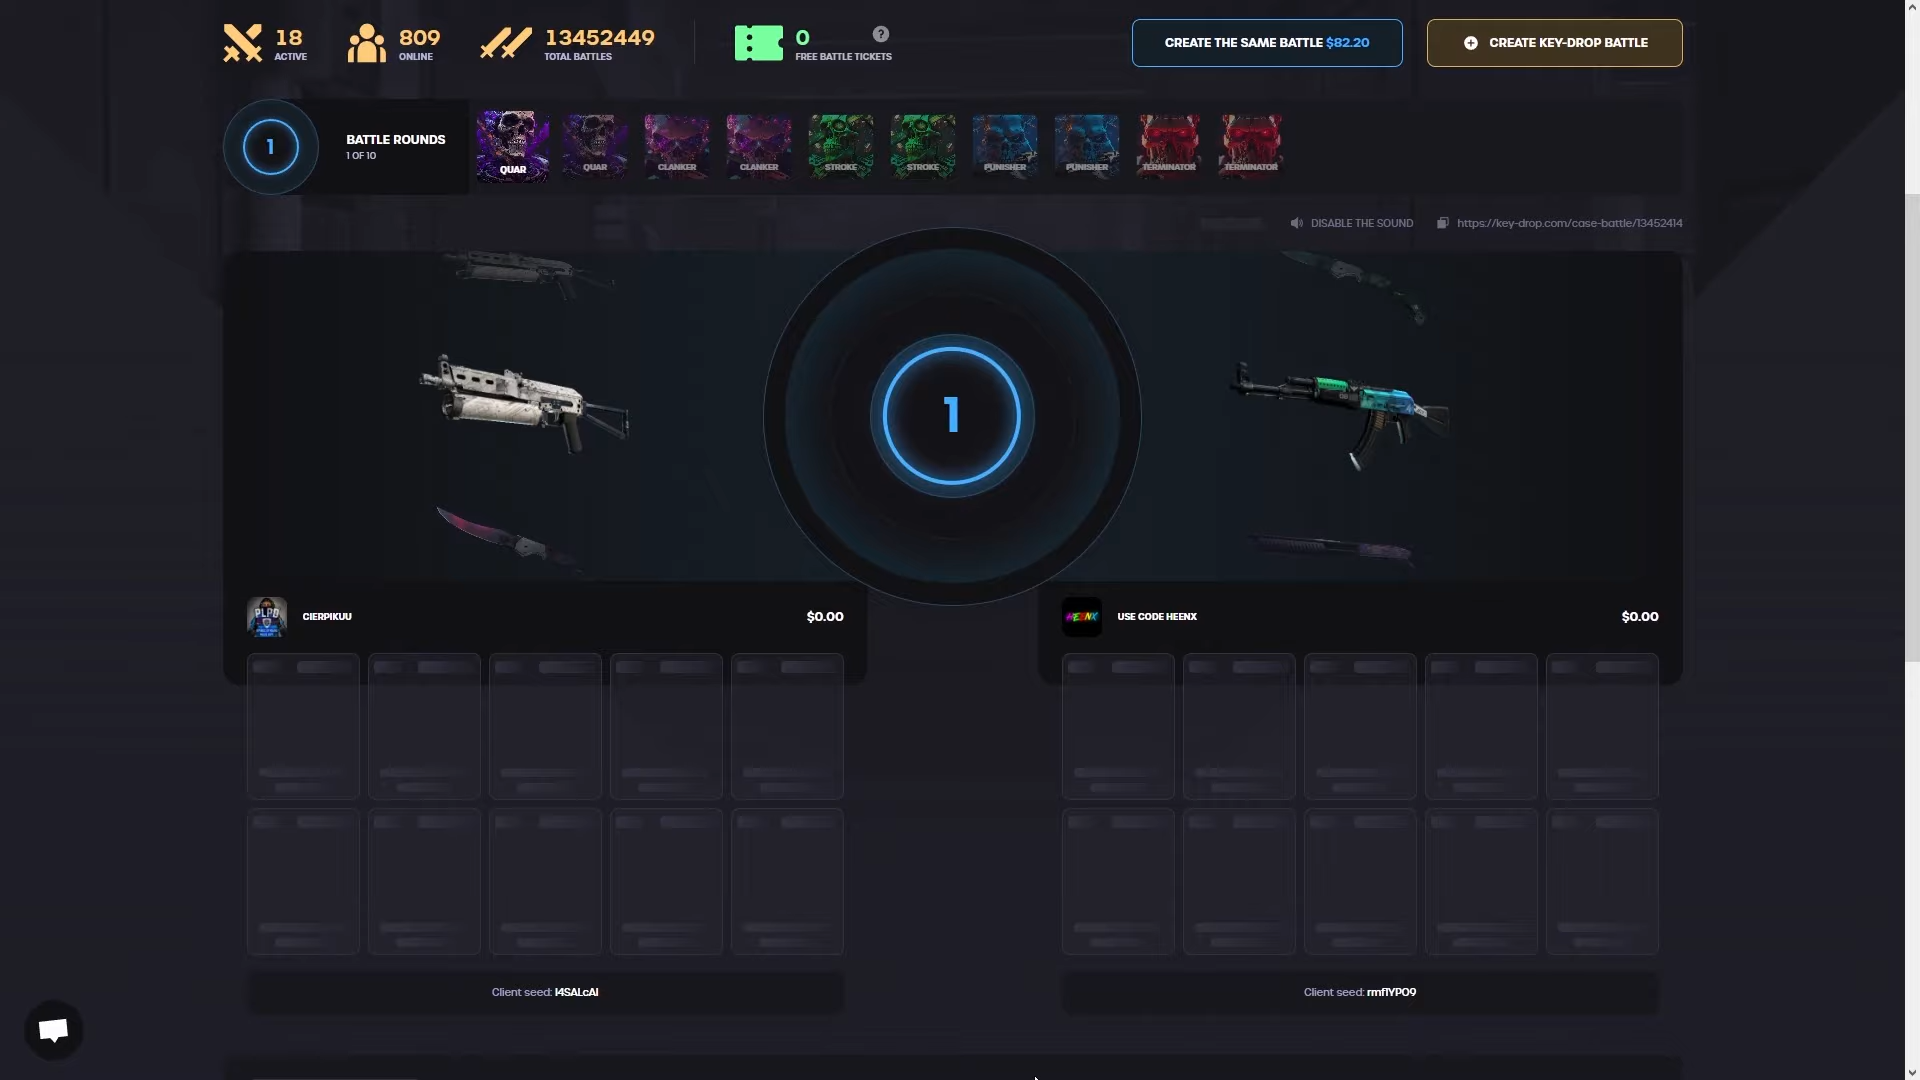 18
ACTIVE
809
ONLINE
13452449
TOTAL BATTLES
0
FREE BATTLE TICKETS
?
CREATE THE SAME BATTLE $82.20
CREATE KEY-DROP BATTLE
1
BATTLE ROUNDS
1 OF 10
QUAR
QUAR
CLANKER
CLANKER
STROKE
STROKE
PUNISHER
PUNISHER
TERMINATOR
TERMINATOR
DISABLE THE SOUND
https://key-drop.com/case-battle/13452414
1
CIERPIKUU
$0.00
HEENX
USE CODE HEENX
$0.00
Client seed: I4SALcAI
Client seed: rmf1YPO9